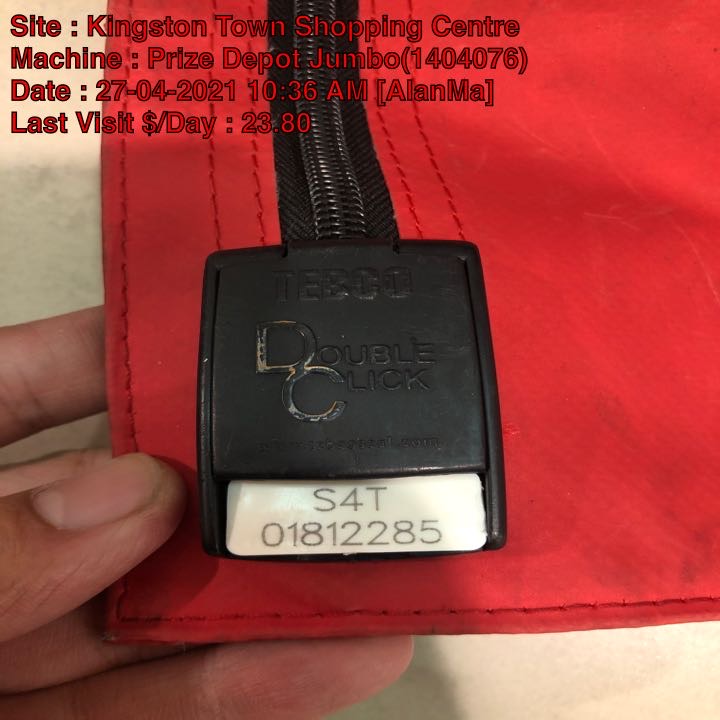 Site : Kingston Town Shopping Centre
Machine : Prize Depot Jumbo(1404076)
Date : 27-04-2021 10:36 AM [AlanMa]
Last Visit $/Day : 23.80
TEBCO
DOUBLE
CLICK
S4T
01812285